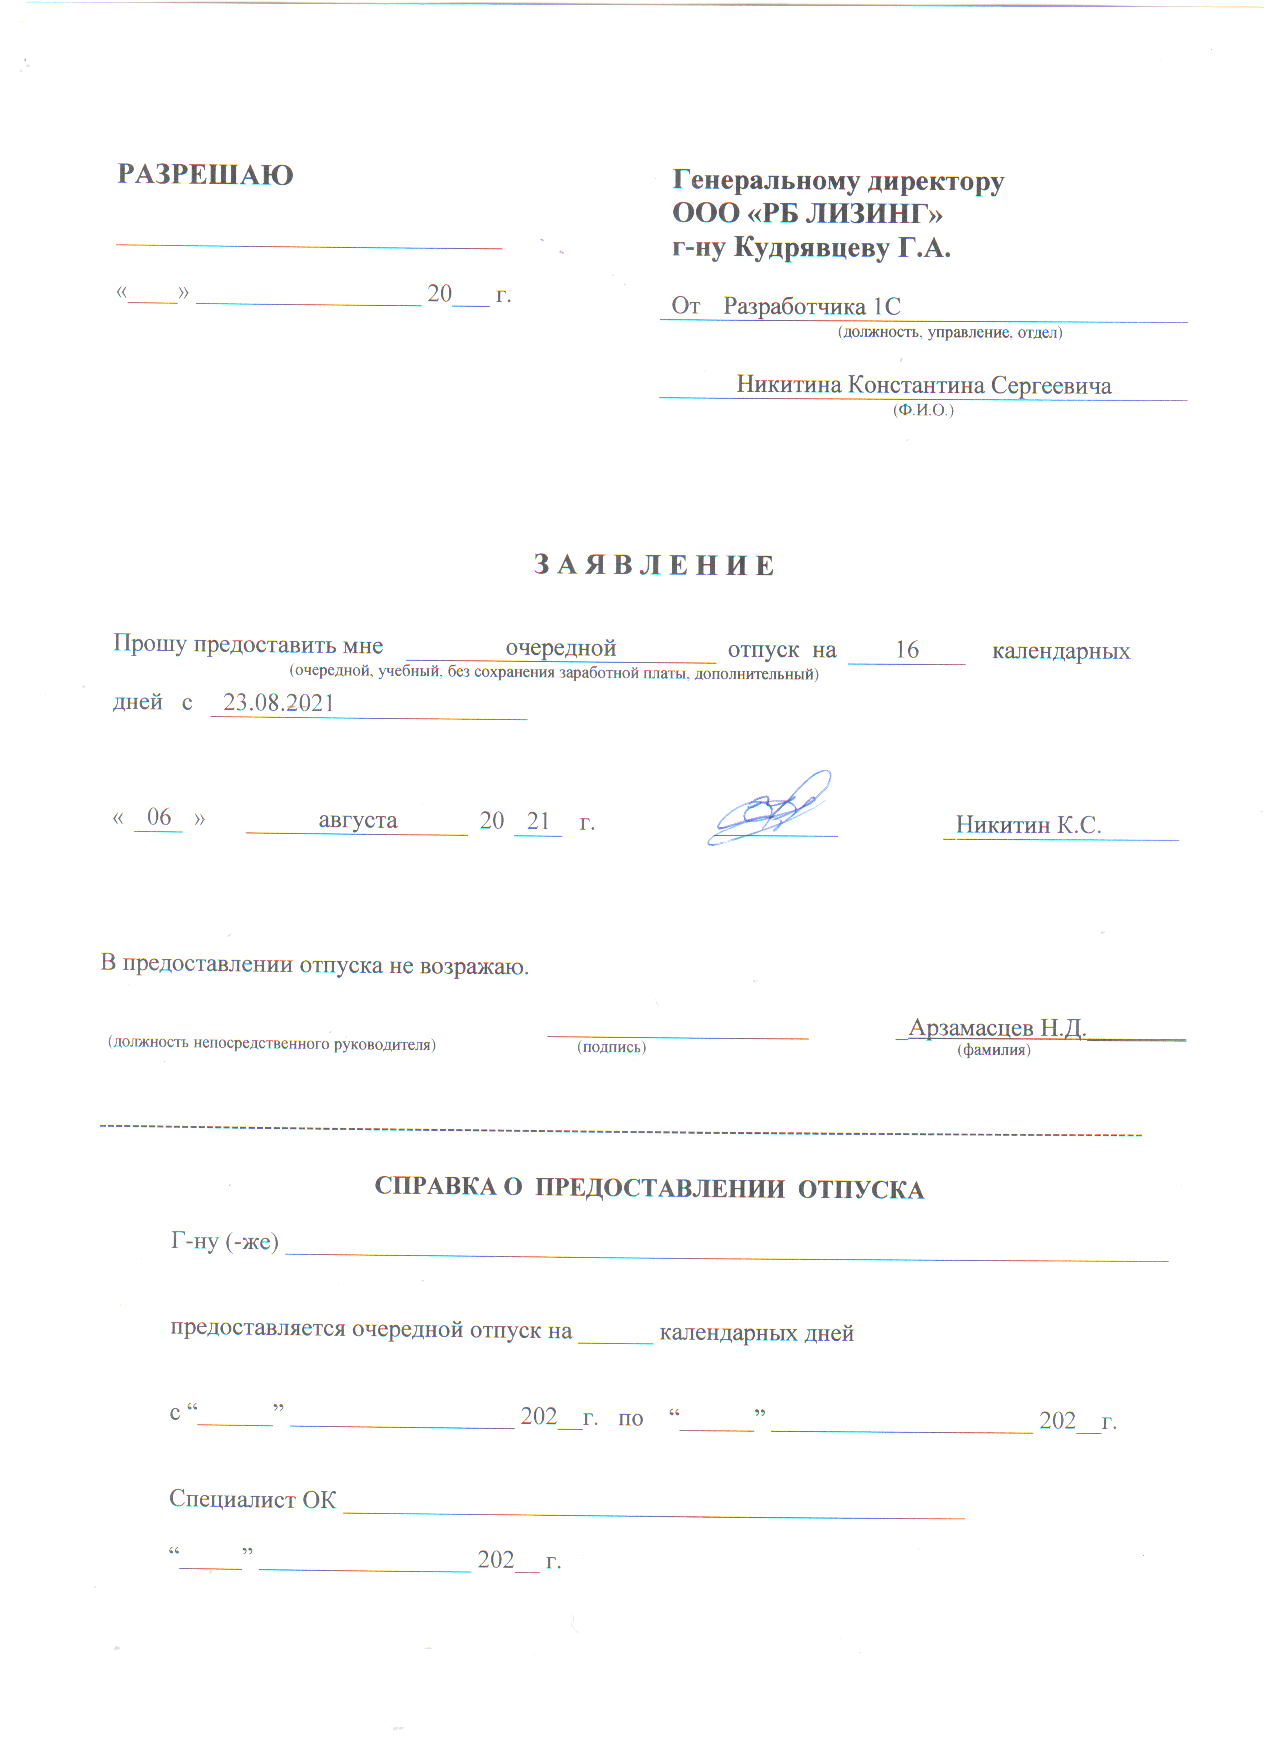 РАЗРЕШАЮ
«____» __________________ 20___ г.
Генеральному директору
ООО «РБ ЛИЗИНГ»
г-ну Кудрявцеву Г.А.
От Разработчика 1С
(должность, управление, отдел)
Никитина Константина Сергеевича
(Ф.И.О.)
З А Я В Л Е Н И Е
Прошу предоставить мне очередной отпуск на 16 календарных
(очередной, учебный, без сохранения заработной платы, дополнительный)
дней с 23.08.2021
« 06 » августа 20 21 г. Никитин К.С.
В предоставлении отпуска не возражаю.
Арзамасцев Н.Д.
(должность непосредственного руководителя) (подпись) (фамилия)
СПРАВКА О ПРЕДОСТАВЛЕНИИ ОТПУСКА
Г-ну (-же)
предоставляется очередной отпуск на ______ календарных дней
с “______” __________________ 202__г. по “______” _____________________ 202__г.
Специалист ОК
“_____” _________________ 202__ г.